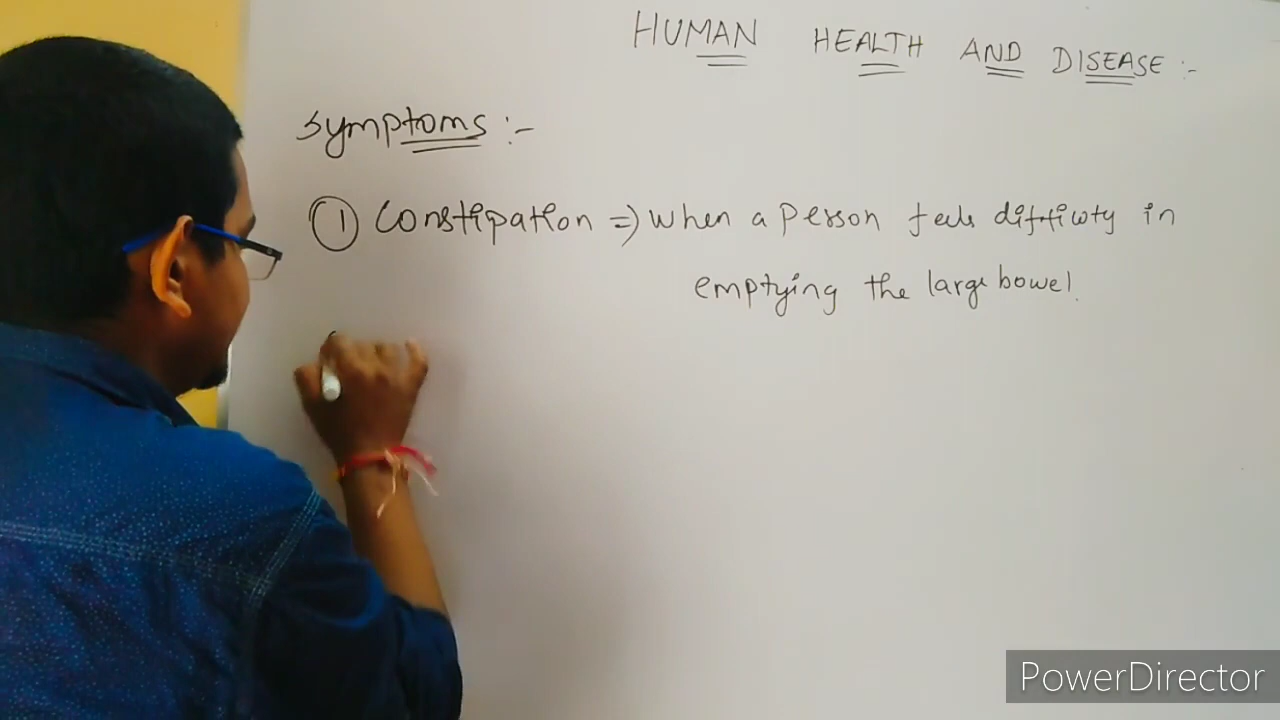 HUMAN HEALTH AND DISEASE :-
Symptoms :-
① Constipation => When a Person feels difficulty in
emptying the large bowel.
PowerDirector